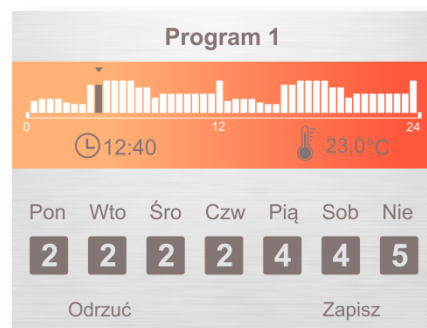 Program 1
0 12 24
12:40 23,0°C
Pon Wto Śro Czw Pią Sob Nie
2 2 2 2 4 4 5
Odrzuć Zapisz